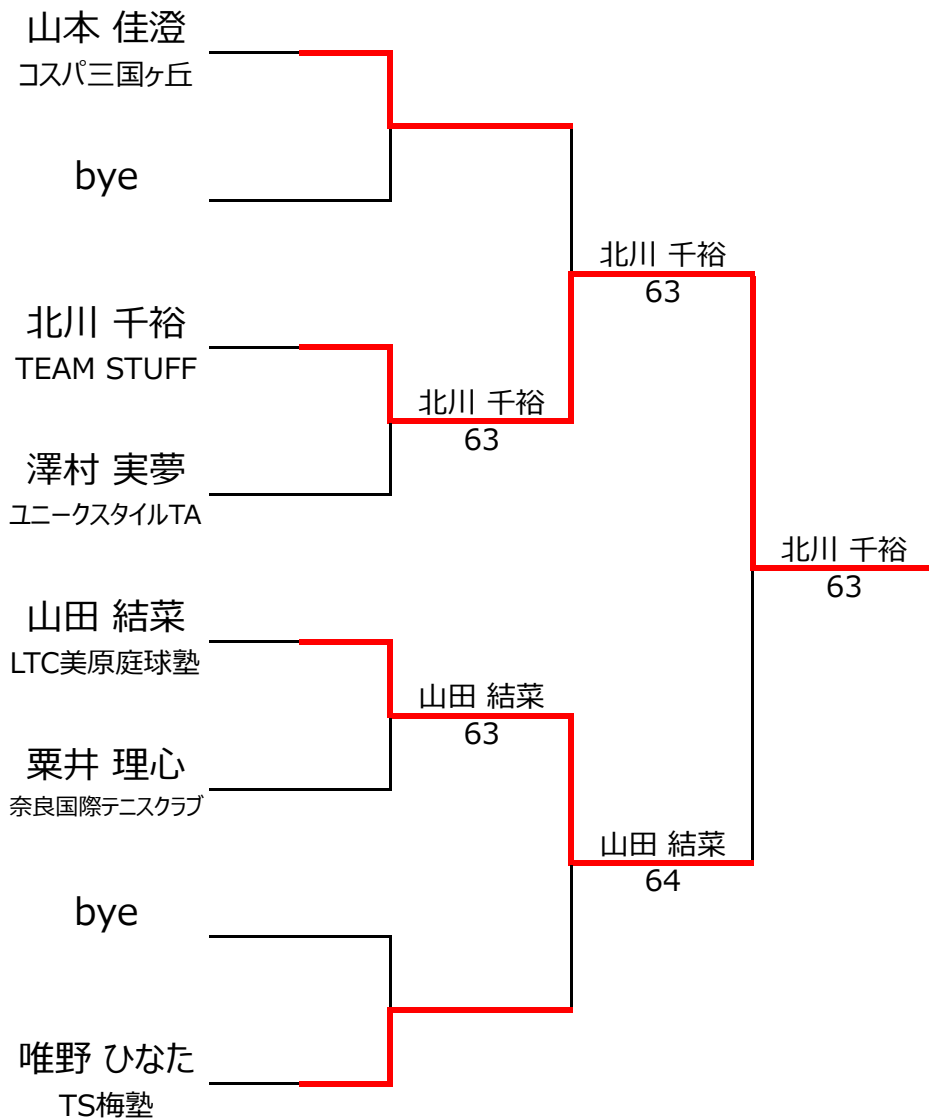 山本 佳澄
コスパ三国ヶ丘
bye
北川 千裕
63
北川 千裕
TEAM STUFF
北川 千裕
63
澤村 実夢
ユニークスタイルTA
北川 千裕
63
山田 結菜
LTC美原庭球塾
山田 結菜
63
粟井 理心
奈良国際テニスクラブ
山田 結菜
64
bye
唯野 ひなた
TS梅塾